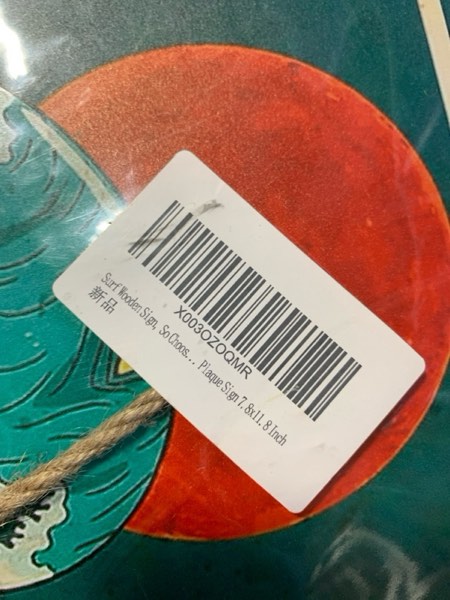 X003OZOQMR
Surf Wooden Sign, So Choos... Plaque Sign 7.8x11.8 Inch
新品